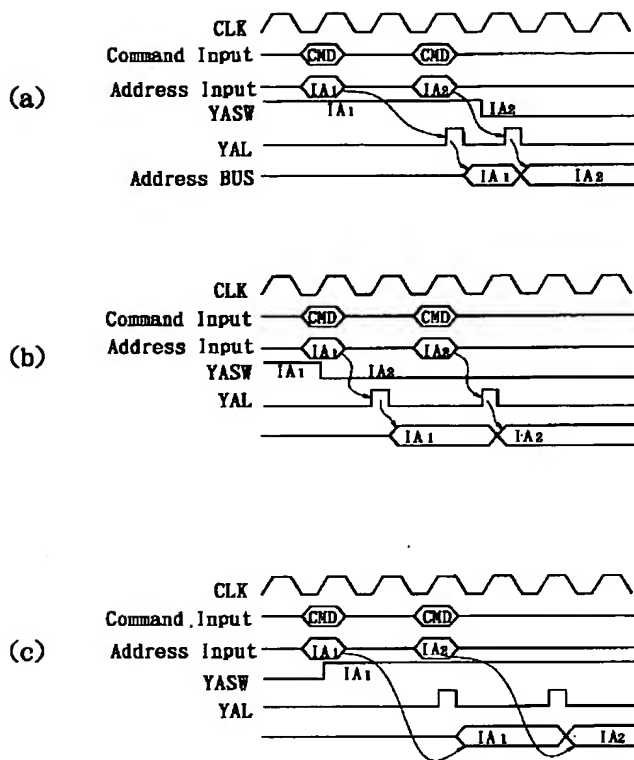 (a)
CLK
Command Input CMD CMD
Address Input IA1 IA2
YASW IA1 IA2
YAL
Address BUS IA1 IA2
(b)
CLK
Command Input CMD CMD
Address Input IA1 IA2
YASW IA1 IA2
YAL
IA1 IA2
(c)
CLK
Command Input CMD CMD
Address Input IA1 IA2
YASW IA1
YAL
IA1 IA2